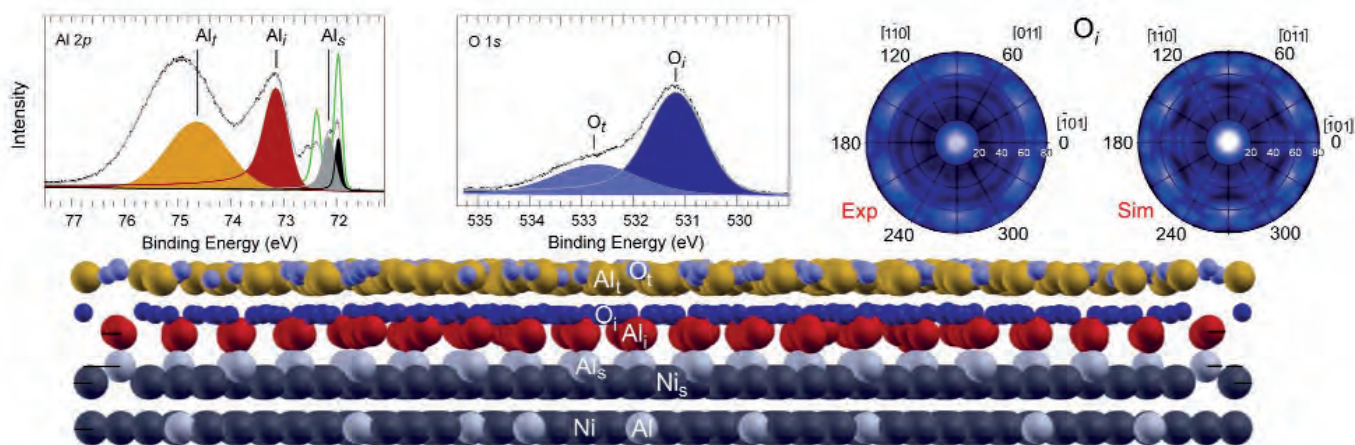 Al 2p
Al_t
Al_i
Al_s
Intensity
77 76 75 74 73 72
Binding Energy (eV)
O 1s
O_i
O_t
535 534 533 532 531 530
Binding Energy (eV)
O_i
[1̄10]
120
[011]
60
180
20 40 60 80
[1̄01]
0
Exp
240
300
[11̄0]
120
[01̄1]
60
180
20 40 60 80
[1̄01]
0
Sim
240
300
Al_t
O_t
O_i
Al_i
Al_s
Ni_s
Ni
Al